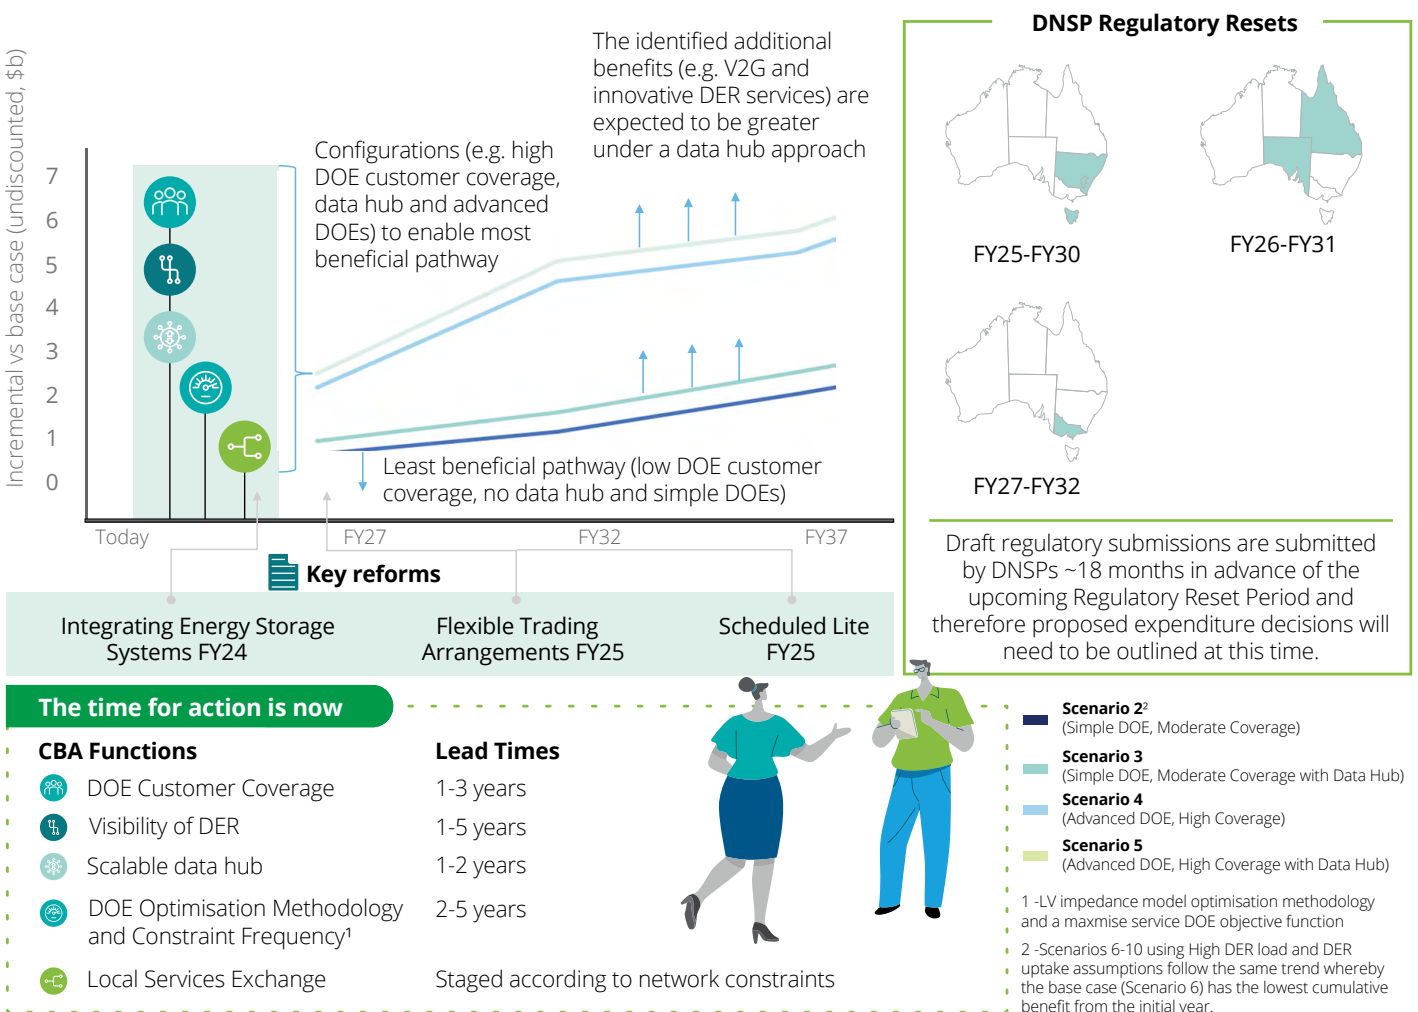 Incremental vs base case (undiscounted, $b)
7
6
5
4
3
2
1
0
Configurations (e.g. high
DOE customer coverage,
data hub and advanced
DOEs) to enable most
beneficial pathway
The identified additional
benefits (e.g. V2G and
innovative DER services) are
expected to be greater
under a data hub approach
Least beneficial pathway (low DOE customer
coverage, no data hub and simple DOEs)
Today
FY27
FY32
FY37
Key reforms
Integrating Energy Storage
Systems FY24
Flexible Trading
Arrangements FY25
Scheduled Lite
FY25
DNSP Regulatory Resets
FY25-FY30
FY26-FY31
FY27-FY32
Draft regulatory submissions are submitted
by DNSPs ~18 months in advance of the
upcoming Regulatory Reset Period and
therefore proposed expenditure decisions will
need to be outlined at this time.
The time for action is now
CBA Functions
Lead Times
DOE Customer Coverage
1-3 years
Visibility of DER
1-5 years
Scalable data hub
1-2 years
DOE Optimisation Methodology
and Constraint Frequency¹
2-5 years
Local Services Exchange
Staged according to network constraints
Scenario 2²
(Simple DOE, Moderate Coverage)
Scenario 3
(Simple DOE, Moderate Coverage with Data Hub)
Scenario 4
(Advanced DOE, High Coverage)
Scenario 5
(Advanced DOE, High Coverage with Data Hub)
1 -LV impedance model optimisation methodology
and a maxmise service DOE objective function
2 -Scenarios 6-10 using High DER load and DER
uptake assumptions follow the same trend whereby
the base case (Scenario 6) has the lowest cumulative
benefit from the initial year.